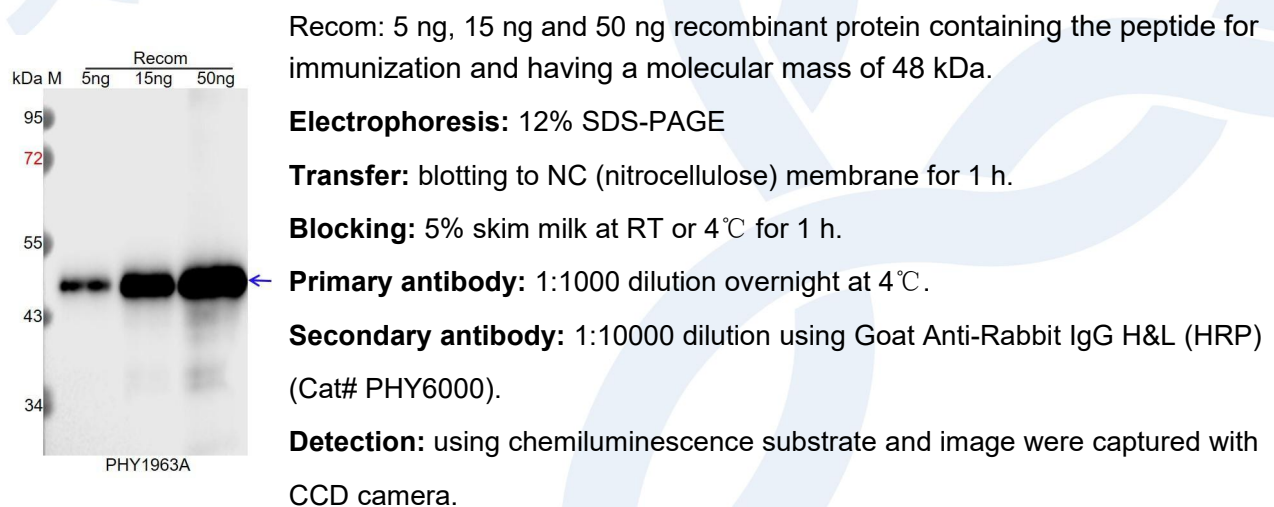 Recom
kDa M 5ng 15ng 50ng
95
72
55
43
34
PHY1963A
Recom: 5 ng, 15 ng and 50 ng recombinant protein containing the peptide for
immunization and having a molecular mass of 48 kDa.
Electrophoresis: 12% SDS-PAGE
Transfer: blotting to NC (nitrocellulose) membrane for 1 h.
Blocking: 5% skim milk at RT or 4℃ for 1 h.
Primary antibody: 1:1000 dilution overnight at 4℃.
Secondary antibody: 1:10000 dilution using Goat Anti-Rabbit IgG H&L (HRP)
(Cat# PHY6000).
Detection: using chemiluminescence substrate and image were captured with
CCD camera.